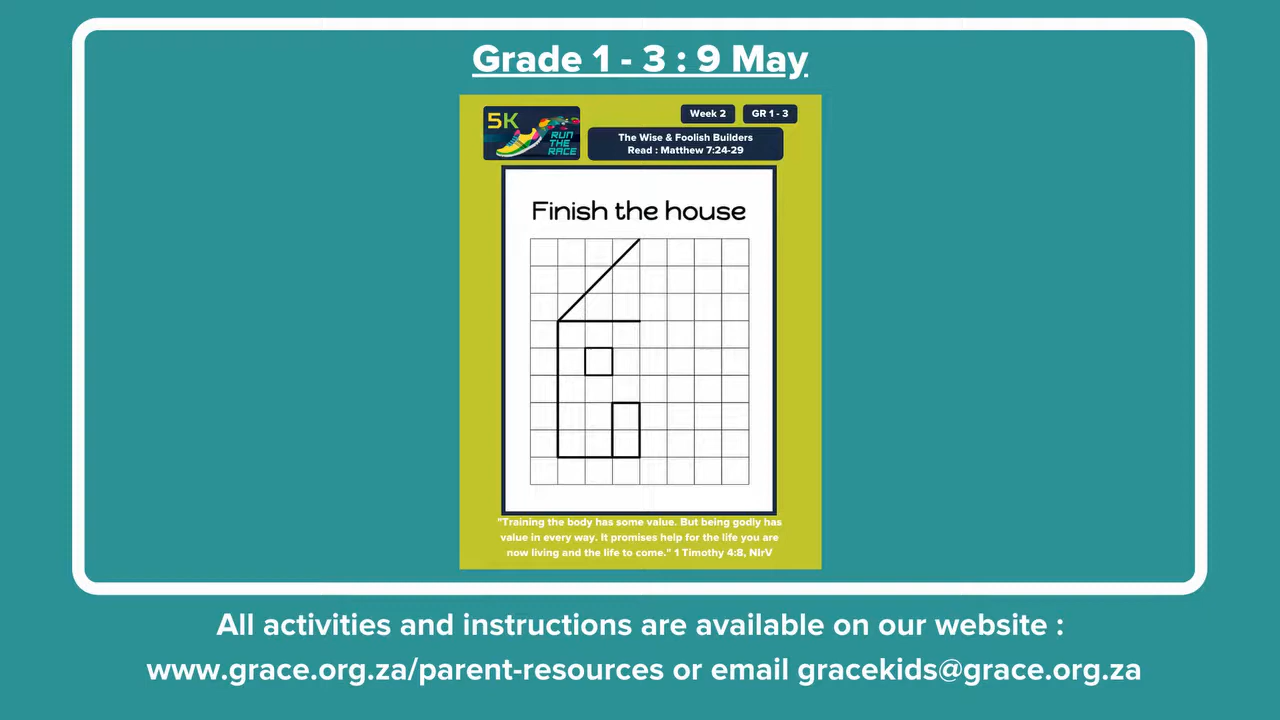 Grade 1 - 3 : 9 May
5K
RUN
THE
RACE
Week 2
GR 1 - 3
The Wise & Foolish Builders
Read : Matthew 7:24-29
Finish the house
"Training the body has some value. But being godly has
value in every way. It promises help for the life you are
now living and the life to come." 1 Timothy 4:8, NIrV
All activities and instructions are available on our website :
www.grace.org.za/parent-resources or email gracekids@grace.org.za